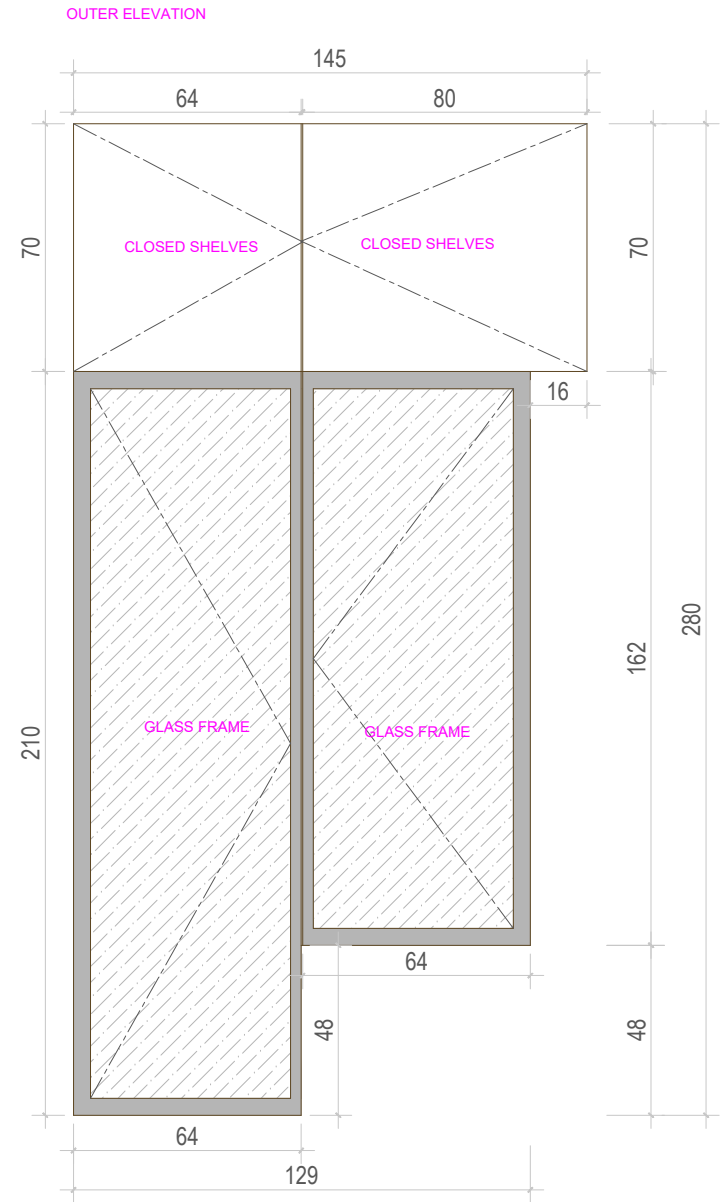 OUTER ELEVATION
145
64
80
70
CLOSED SHELVES
CLOSED SHELVES
70
16
210
GLASS FRAME
GLASS FRAME
162
280
64
48
48
64
129